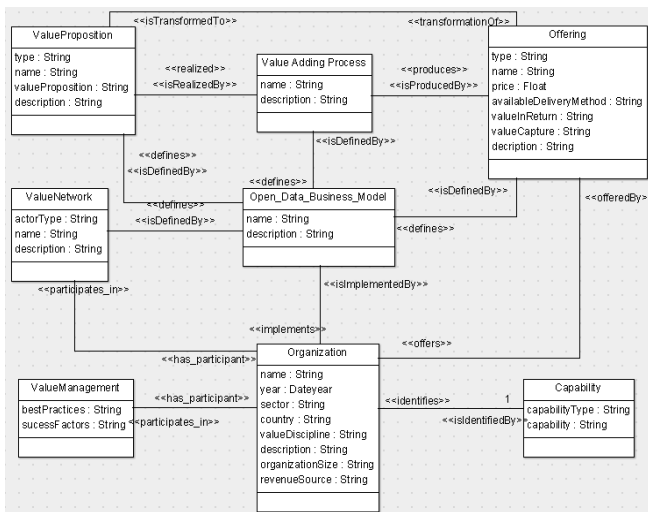 <<isTransformedTo>>
<<transformationOf>>
ValueProposition
type : String
name : String
valueProposition : String
description : String
<<realized>>
<<isRealizedBy>>
Value Adding Process
name : String
description : String
<<produces>>
<<isProducedBy>>
Offering
type : String
name : String
price : Float
availableDeliveryMethod : String
valueInReturn : String
valueCapture : String
decription : String
<<defines>>
<<isDefinedBy>>
<<isDefinedBy>>
<<defines>>
<<isDefinedBy>>
<<offeredBy>>
ValueNetwork
actorType : String
name : String
description : String
<<defines>>
<<isDefinedBy>>
Open_Data_Business_Model
name : String
description : String
<<defines>>
<<participates_in>>
<<isImplementedBy>>
<<implements>>
<<has_participant>>
<<offers>>
Organization
name : String
year : Dateyear
sector : String
country : String
valueDiscipline : String
description : String
organizationSize : String
revenueSource : String
ValueManagement
bestPractices : String
sucessFactors : String
<<has_participant>>
<<participates_in>>
<<identifies>>
1
<<isIdentifiedBy>>
*
Capability
capabilityType : String
capability : String